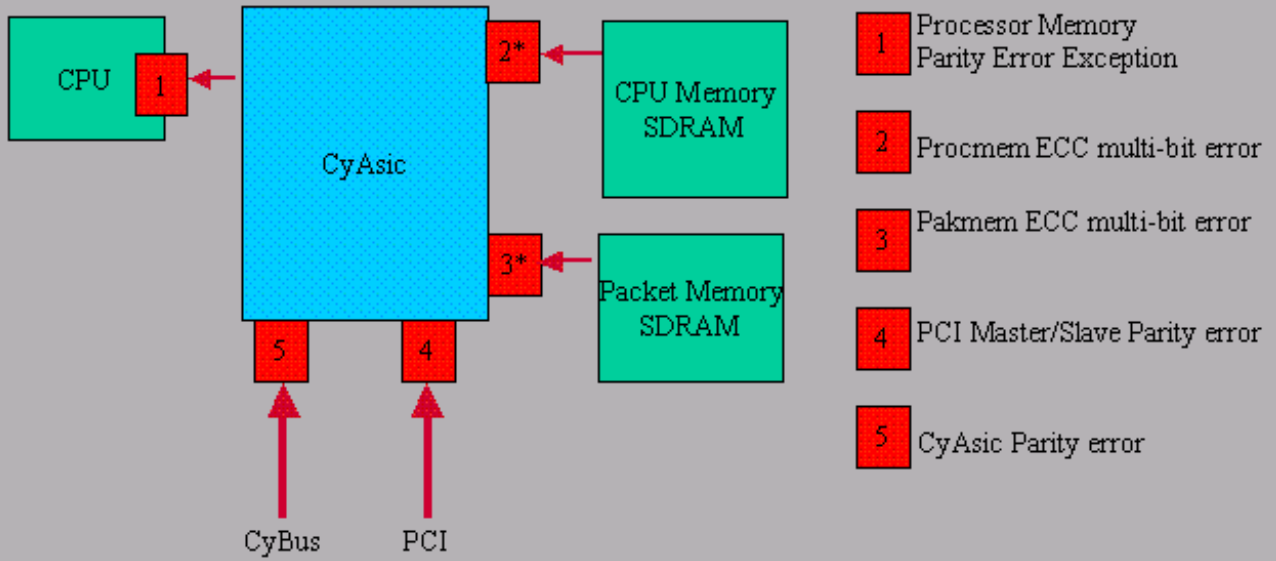 CPU
1
2*
CPU Memory
SDRAM
CyAsic
3*
Packet Memory
SDRAM
5
4
CyBus
PCI
1
Processor Memory
Parity Error Exception
2
Procmem ECC multi-bit error
3
Pakmem ECC multi-bit error
4
PCI Master/Slave Parity error
5
CyAsic Parity error